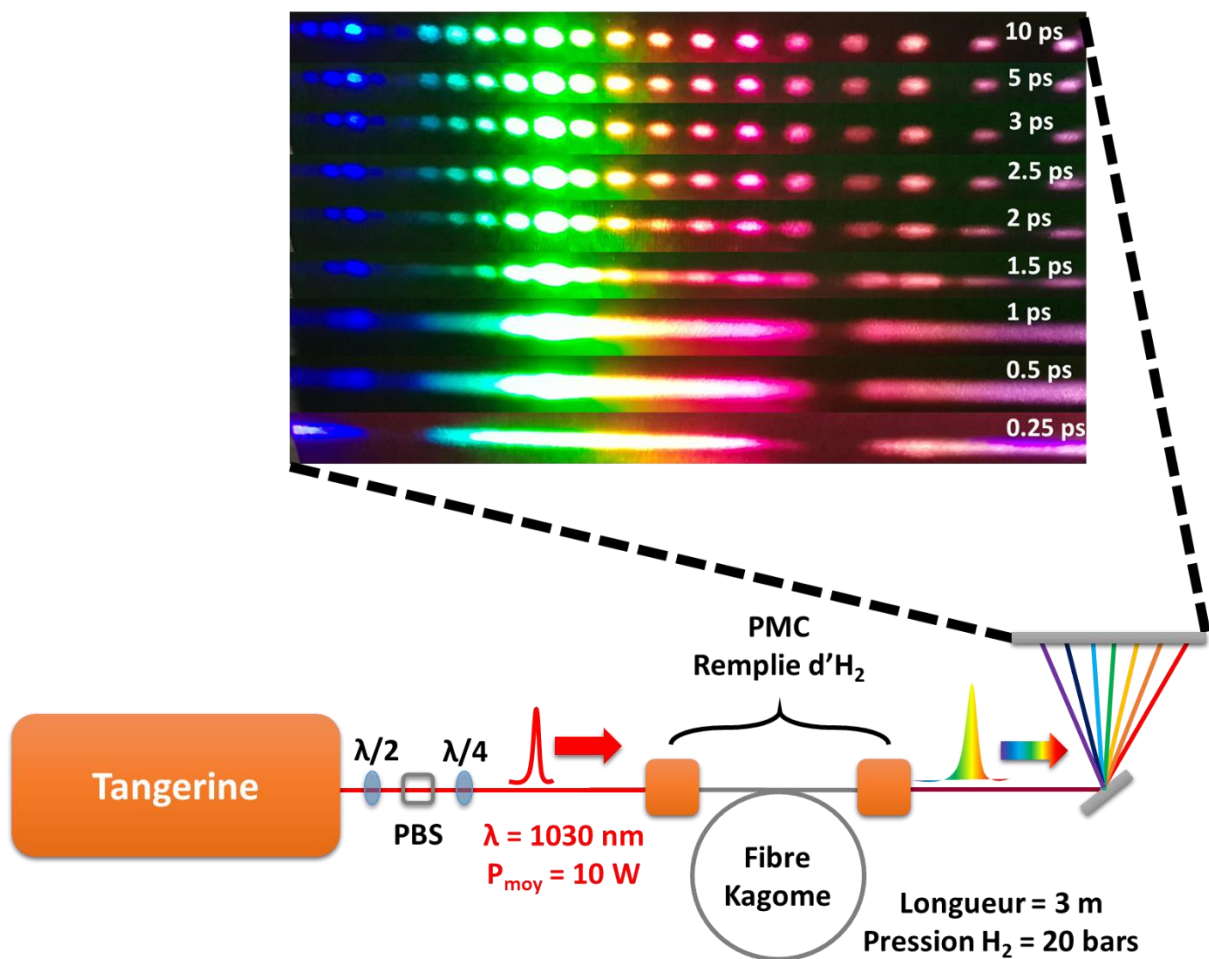 10 ps
5 ps
3 ps
2.5 ps
2 ps
1.5 ps
1 ps
0.5 ps
0.25 ps
PMC
Remplie d’H₂
Tangerine
λ/2
PBS
λ/4
λ = 1030 nm
Pmoy = 10 W
Fibre
Kagome
Longueur = 3 m
Pression H₂ = 20 bars